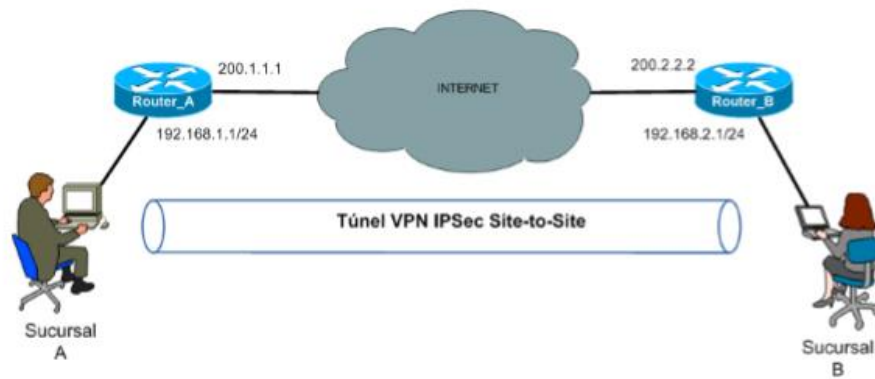 200.1.1.1
200.2.2.2
INTERNET
Router_A
Router_B
192.168.1.1/24
192.168.2.1/24
Túnel VPN IPSec Site-to-Site
Sucursal
A
Sucursal
B